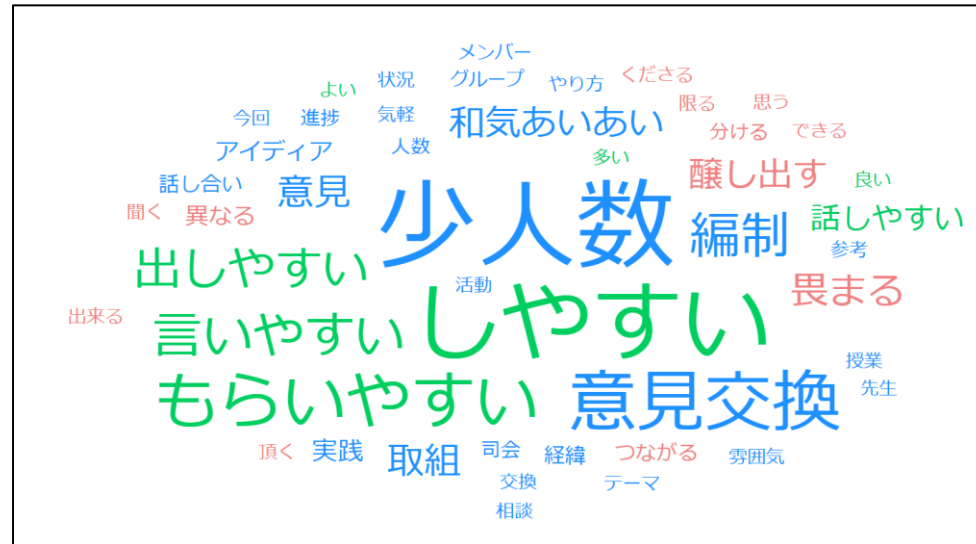 メンバー
よい 状況 グループ やり方 くださる
今回 進捗 気軽 和気あいあい 限る 思う
アイディア 人数 分ける できる
多い
話し合い 意見 醸し出す 良い
聞く 異なる 少人数 編制 話しやすい
出しやすい 参考
活動 畏まる
出来る 言いやすい しやすい
授業
もらいやすい 意見交換 先生
頂く 実践 取組 司会 経緯 つながる 雰囲気
交換 テーマ
相談